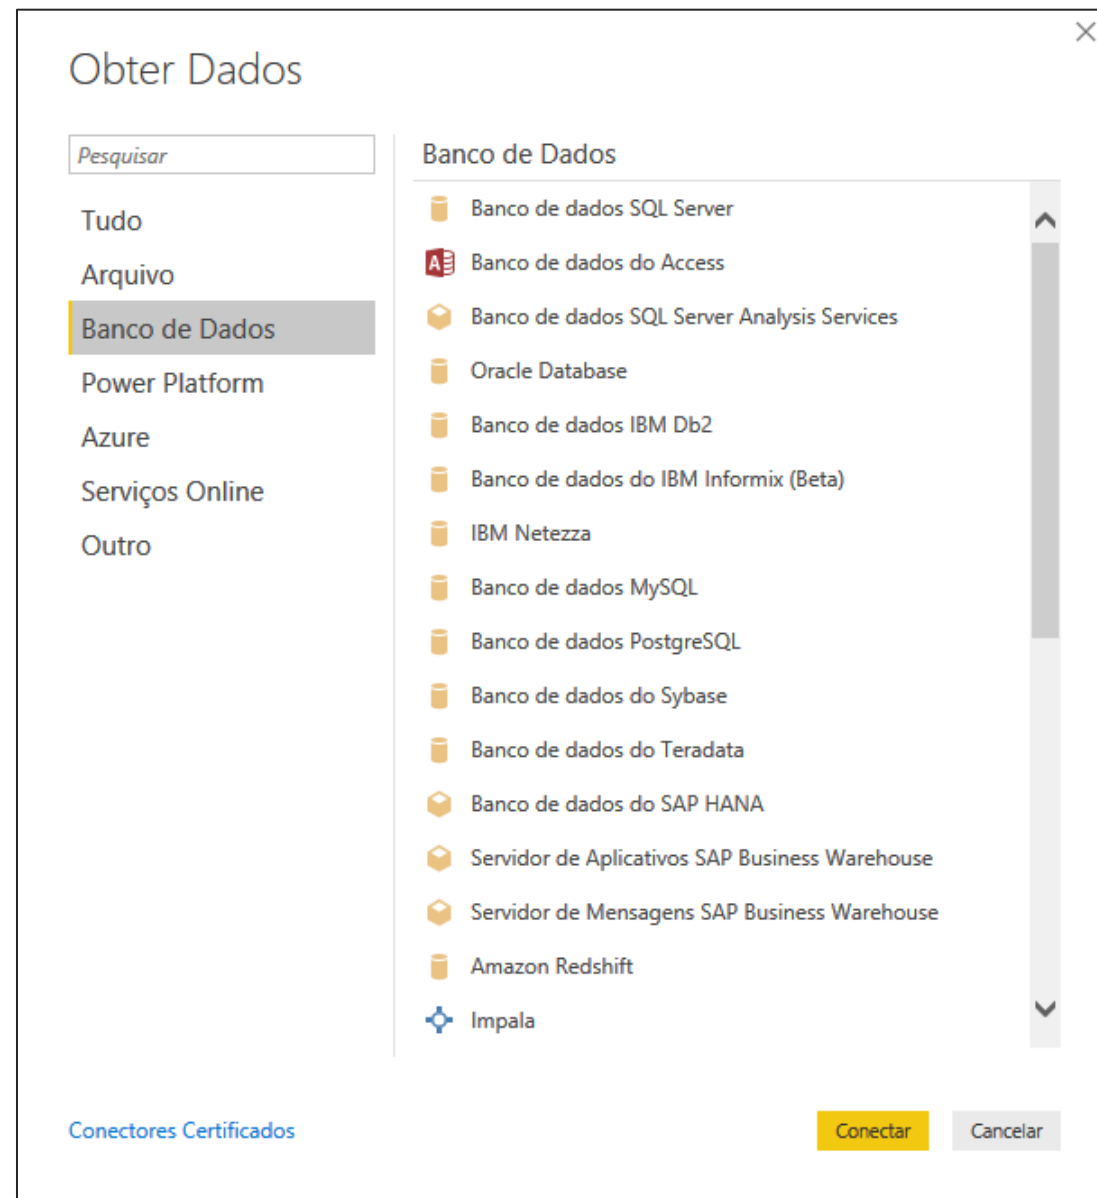 Obter Dados
Pesquisar
Tudo
Arquivo
Banco de Dados
Power Platform
Azure
Serviços Online
Outro
Banco de Dados
Banco de dados SQL Server
Banco de dados do Access
Banco de dados SQL Server Analysis Services
Oracle Database
Banco de dados IBM Db2
Banco de dados do IBM Informix (Beta)
IBM Netezza
Banco de dados MySQL
Banco de dados PostgreSQL
Banco de dados do Sybase
Banco de dados do Teradata
Banco de dados do SAP HANA
Servidor de Aplicativos SAP Business Warehouse
Servidor de Mensagens SAP Business Warehouse
Amazon Redshift
Impala
Conectores Certificados
Conectar
Cancelar